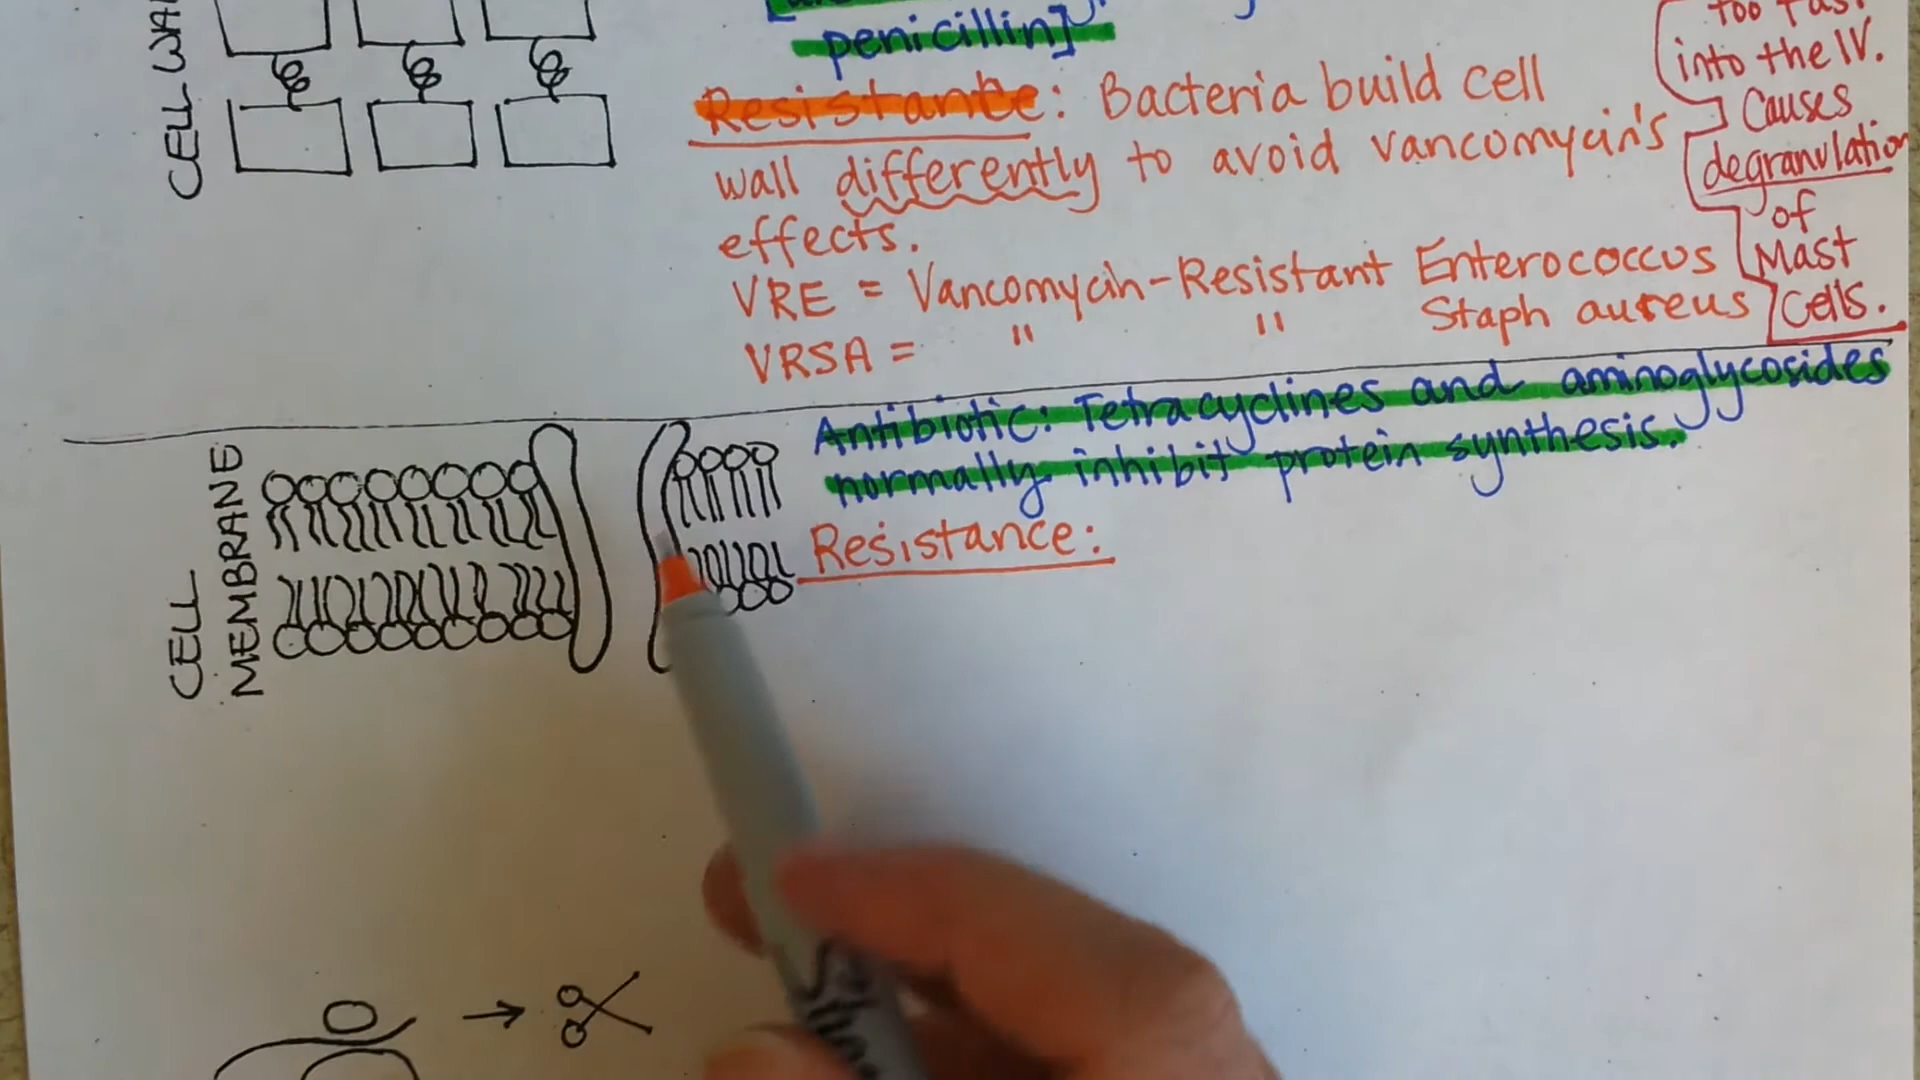 CELL WAL
penicillin]
Resistance: Bacteria build cell
wall differently to avoid vancomycin's
effects.
VRE = Vancomycin-Resistant Enterococcus
VRSA = " " Staph aureus
too fast
into the IV.
Causes
degranulation
of
Mast
Cells.
CELL
MEMBRANE
Antibiotic: Tetracyclines and aminoglycosides
normally inhibit protein synthesis.
Resistance: